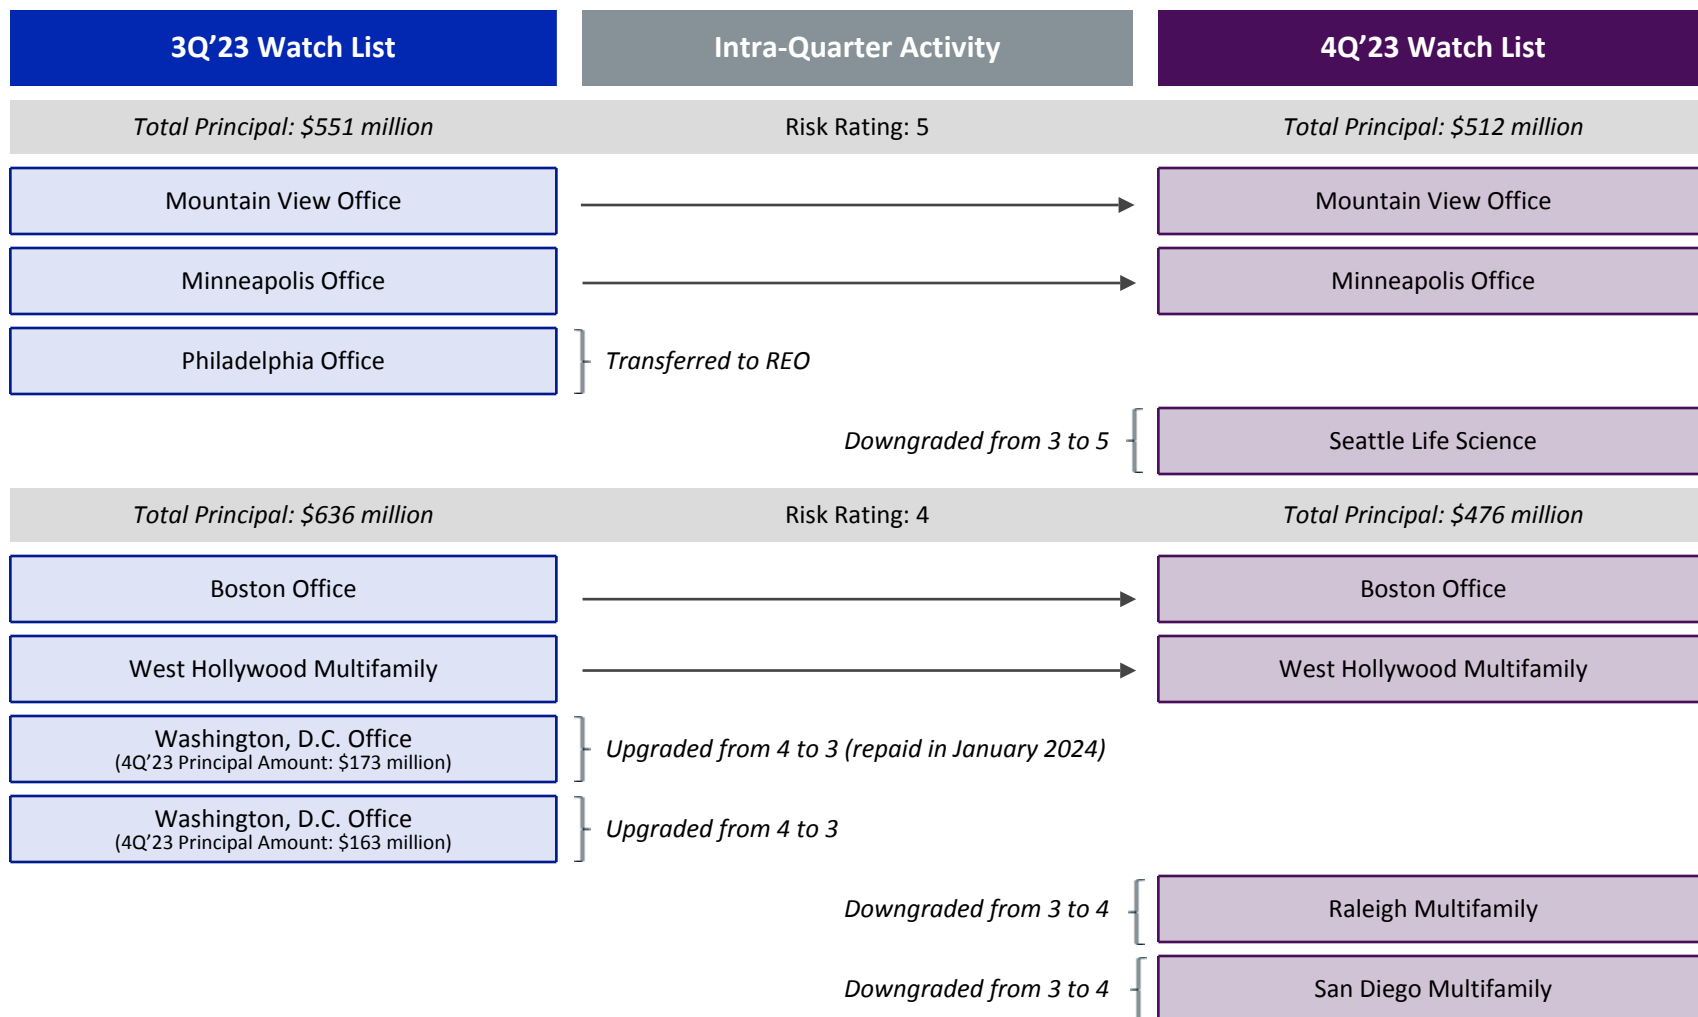 3Q’23 Watch List
Intra-Quarter Activity
4Q’23 Watch List
Total Principal: $551 million
Risk Rating: 5
Total Principal: $512 million
Mountain View Office
Mountain View Office
Minneapolis Office
Minneapolis Office
Philadelphia Office
Transferred to REO
Downgraded from 3 to 5
Seattle Life Science
Total Principal: $636 million
Risk Rating: 4
Total Principal: $476 million
Boston Office
Boston Office
West Hollywood Multifamily
West Hollywood Multifamily
Washington, D.C. Office
(4Q’23 Principal Amount: $173 million)
Upgraded from 4 to 3 (repaid in January 2024)
Washington, D.C. Office
(4Q’23 Principal Amount: $163 million)
Upgraded from 4 to 3
Downgraded from 3 to 4
Raleigh Multifamily
Downgraded from 3 to 4
San Diego Multifamily